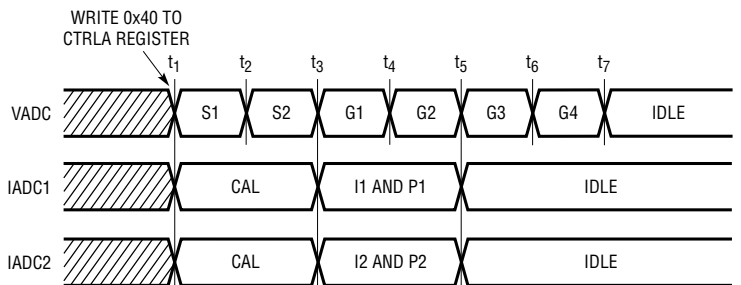 WRITE 0x40 TO
CTRLA REGISTER
t1 t2 t3 t4 t5 t6 t7
VADC S1 S2 G1 G2 G3 G4 IDLE
IADC1 CAL I1 AND P1 IDLE
IADC2 CAL I2 AND P2 IDLE